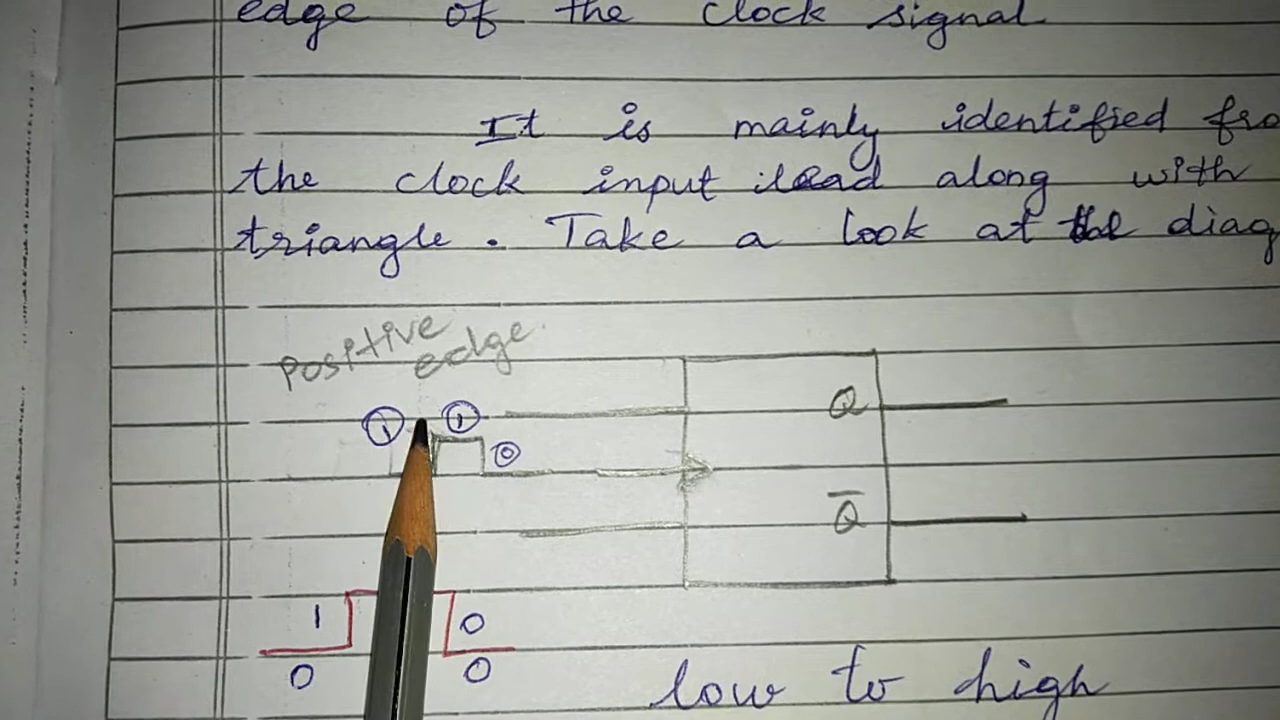 edge of the clock signal
It is mainly identified fro
the clock input lead along with
triangle. Take a look at the diag
Positive edge.
1 1
0
Q
Q̅
1 0
0 0
low to high